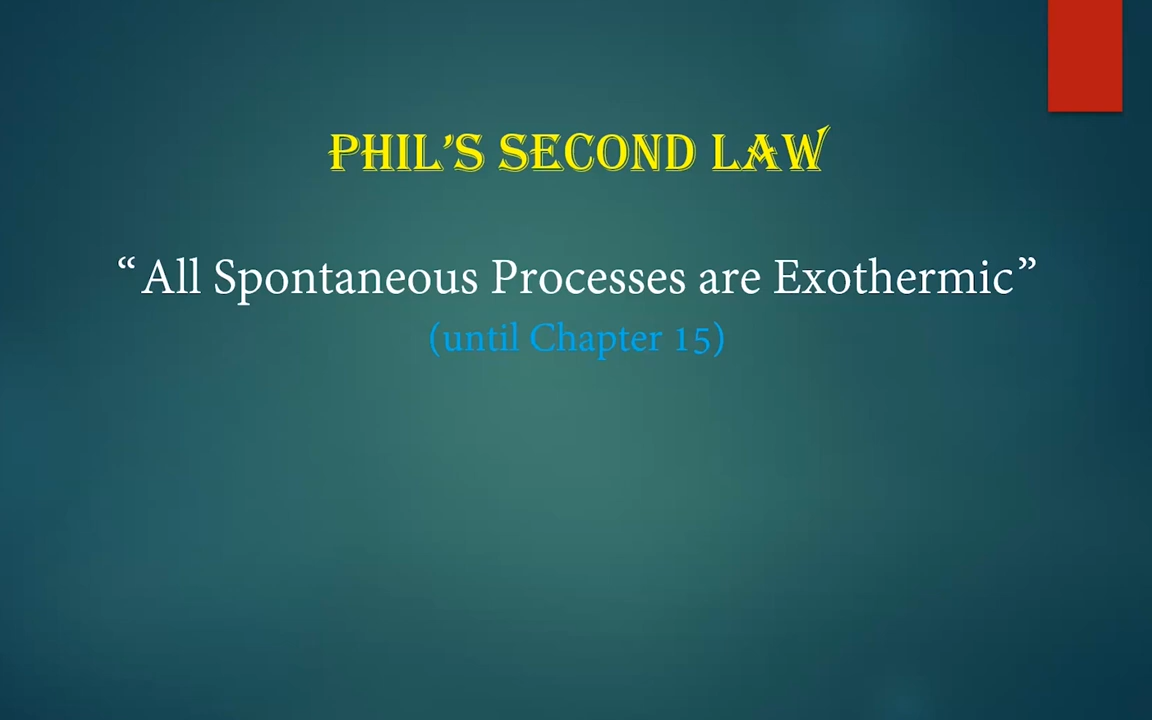 PHIL’S SECOND LAW
“All Spontaneous Processes are Exothermic”
(until Chapter 15)